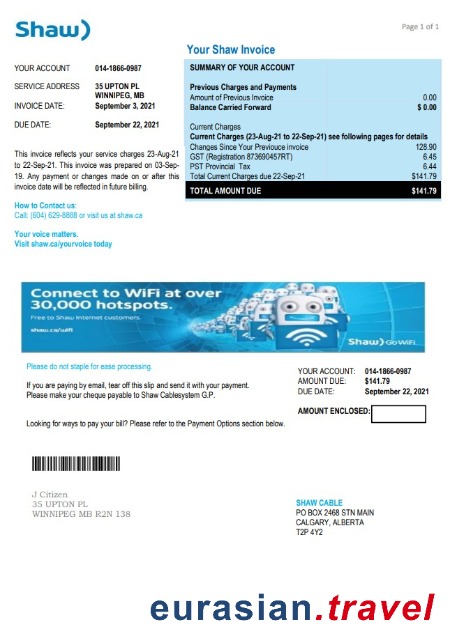 Shaw)
Page 1 of 1
Your Shaw Invoice
YOUR ACCOUNT 014-1866-0987
SERVICE ADDRESS 35 UPTON PL
WINNIPEG, MB
INVOICE DATE: September 3, 2021
DUE DATE: September 22, 2021
This invoice reflects your service charges 23-Aug-21
to 22-Sep-21. This invoice was prepared on 03-Sep-
19. Any payment or changes made on or after this
invoice date will be reflected in future billing.
How to Contact us:
Call: (604) 629-8888 or visit us at shaw.ca
Your voice matters.
Visit shaw.ca/yourvoice today
SUMMARY OF YOUR ACCOUNT
Previous Charges and Payments
Amount of Previous Invoice 0.00
Balance Carried Forward $ 0.00
Current Charges
Current Charges (23-Aug-21 to 22-Sep-21) see following pages for details
Changes Since Your Previouce invoice 128.90
GST (Registration 873690457RT) 6.45
PST Provincial Tax 6.44
Total Current Charges due 22-Sep-21 $141.79
TOTAL AMOUNT DUE $141.79
Connect to WiFi at over
30,000 hotspots.
Free to Shaw Internet customers.
shaw.ca/wifi
Shaw) Go WiFi
Please do not staple for ease processing.
If you are paying by email, tear off this slip and send it with your payment.
Please make your cheque payable to Shaw Cablesystem G.P.
Looking for ways to pay your bill? Please refer to the Payment Options section below.
YOUR ACCOUNT: 014-1866-0987
AMOUNT DUE: $141.79
DUE DATE: September 22, 2021
AMOUNT ENCLOSED:
J Citizen
35 UPTON PL
WINNIPEG MB R2N 138
SHAW CABLE
PO BOX 2468 STN MAIN
CALGARY, ALBERTA
T2P 4Y2
eurasian.travel